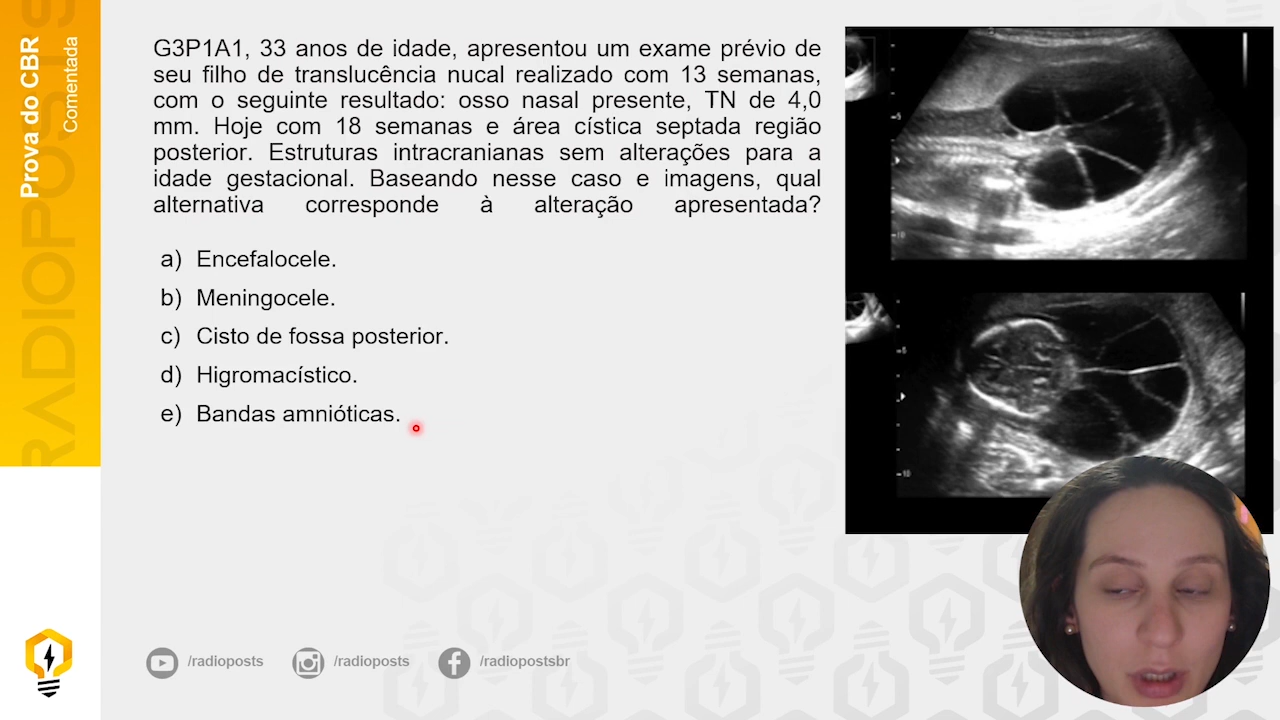 Prova do CBR
Comentada
RADIOPOSTS
G3P1A1, 33 anos de idade, apresentou um exame prévio de
seu filho de translucência nucal realizado com 13 semanas,
com o seguinte resultado: osso nasal presente, TN de 4,0
mm. Hoje com 18 semanas e área cística septada região
posterior. Estruturas intracranianas sem alterações para a
idade gestacional. Baseando nesse caso e imagens, qual
alternativa corresponde à alteração apresentada?
a) Encefalocele.
b) Meningocele.
c) Cisto de fossa posterior.
d) Higromacístico.
e) Bandas amnióticas.
/radioposts
/radioposts
/radiopostsbr